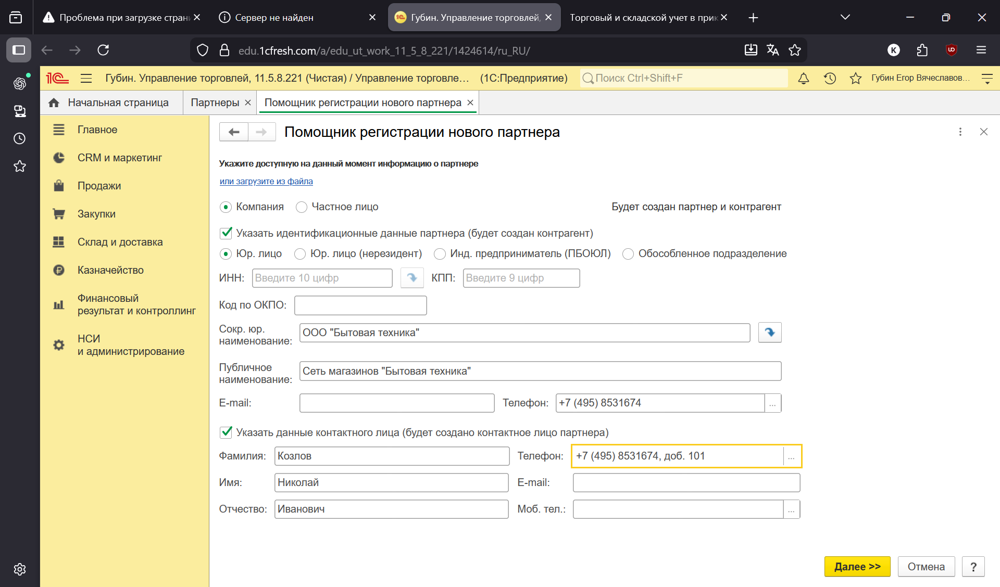 Проблема при загрузке стран
Сервер не найден
Губин. Управление торговлей,
Торговый и складской учет в прик
edu.1cfresh.com/a/edu_ut_work_11_5_8_221/1424614/ru_RU/
K
Губин. Управление торговлей, 11.5.8.221 (Чистая) / Управление торговле... (1С:Предприятие)
Поиск Ctrl+Shift+F
Губин Егор Вячеславов...
Начальная страница
Партнеры
Помощник регистрации нового партнера
Главное
CRM и маркетинг
Продажи
Закупки
Склад и доставка
Казначейство
Финансовый
результат и контроллинг
НСИ
и администрирование
Помощник регистрации нового партнера
Укажите доступную на данный момент информацию о партнере
или загрузите из файла
Компания Частное лицо Будет создан партнер и контрагент
Указать идентификационные данные партнера (будет создан контрагент)
Юр. лицо Юр. лицо (нерезидент) Инд. предприниматель (ПБОЮЛ) Обособленное подразделение
ИНН: Введите 10 цифр КПП: Введите 9 цифр
Код по ОКПО:
Сокр. юр.
наименование: ООО "Бытовая техника"
Публичное
наименование: Сеть магазинов "Бытовая техника"
E-mail: Телефон: +7 (495) 8531674 ...
Указать данные контактного лица (будет создано контактное лицо партнера)
Фамилия: Козлов Телефон: +7 (495) 8531674, доб. 101 ...
Имя: Николай E-mail:
Отчество: Иванович Моб. тел.: ...
Далее >> Отмена ?